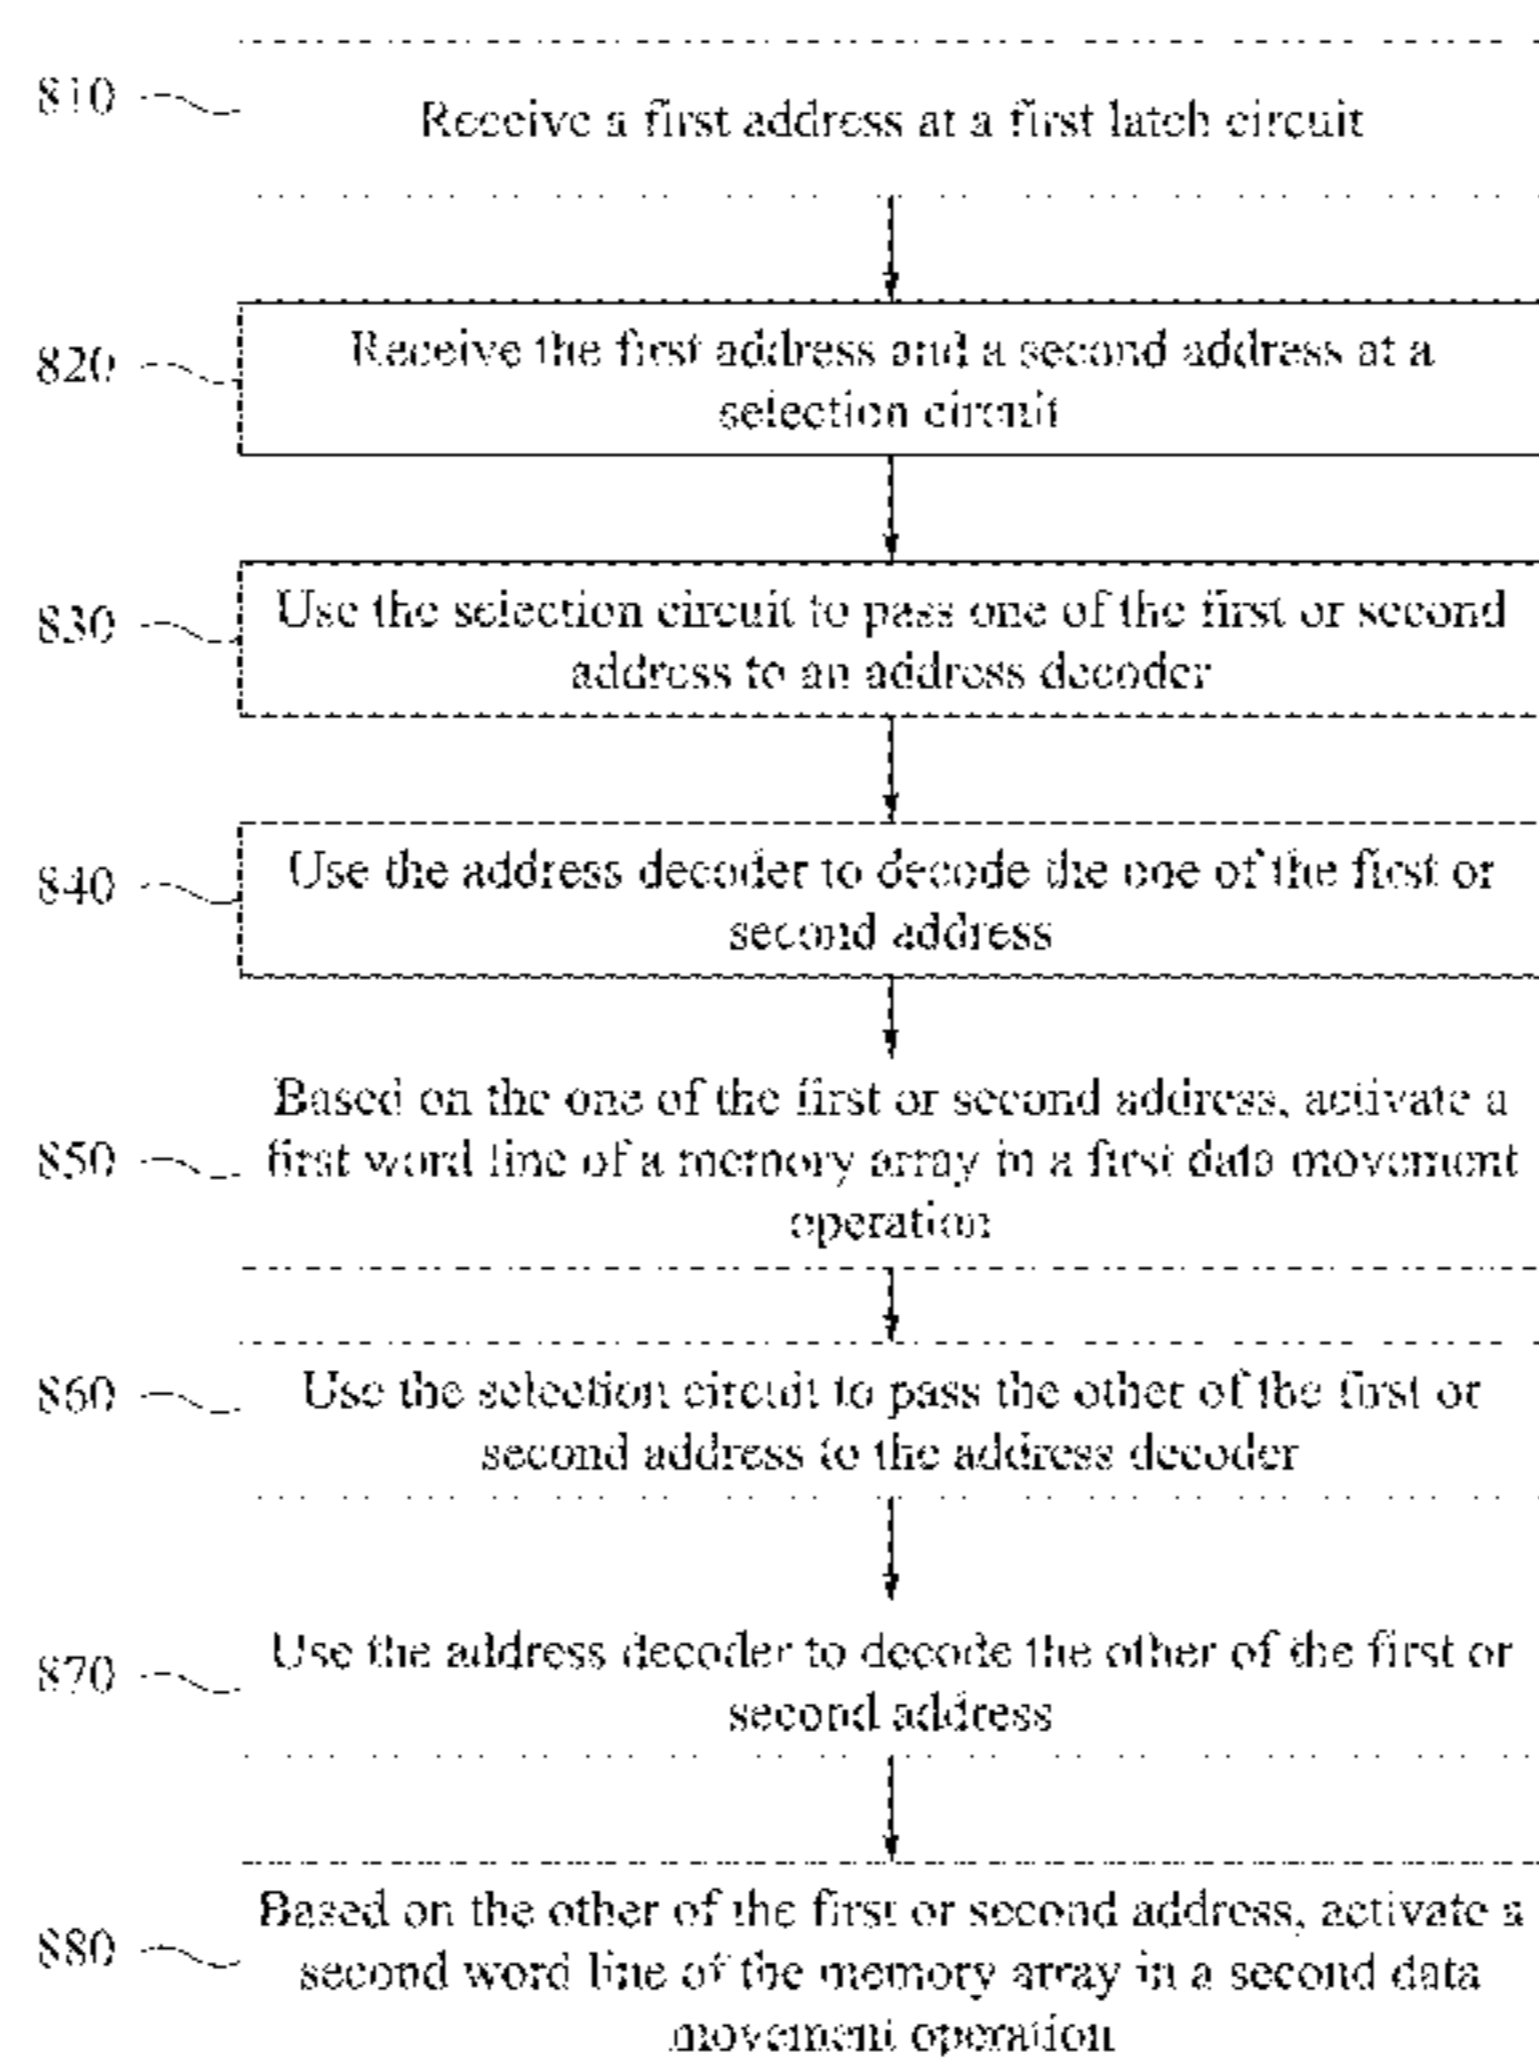 810
Receive a first address at a first latch circuit
820
Receive the first address and a second address at a
selection circuit
830
Use the selection circuit to pass one of the first or second
address to an address decoder
840
Use the address decoder to decode the one of the first or
second address
Based on the one of the first or second address, activate a
850
first word line of a memory array in a first data movement
operation
860
Use the selection circuit to pass the other of the first or
second address to the address decoder
870
Use the address decoder to decode the other of the first or
second address
Based on the other of the first or second address, activate a
880
second word line of the memory array in a second data
movement operation